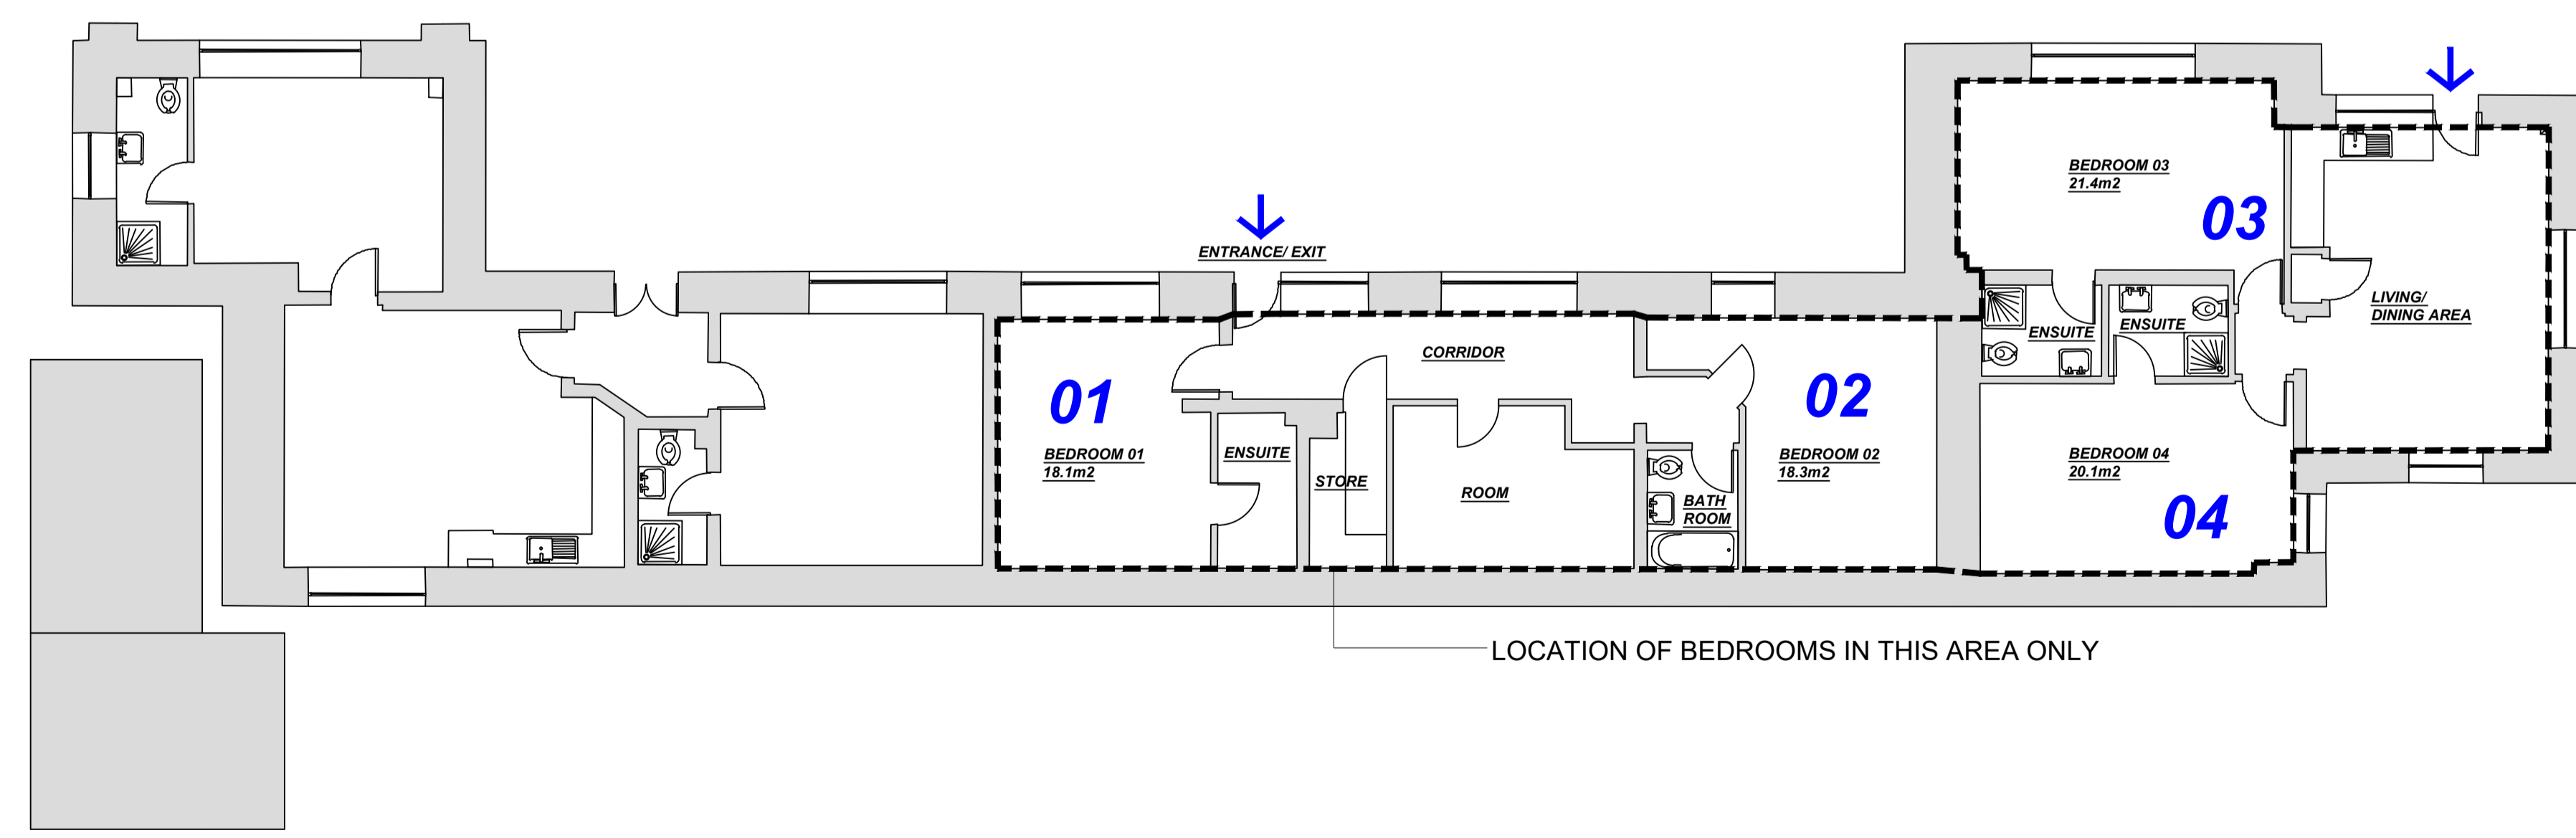 ENTRANCE/ EXIT
01
BEDROOM 01
18.1m2
ENSUITE
STORE
CORRIDOR
ROOM
BATH
ROOM
02
BEDROOM 02
18.3m2
BEDROOM 03
21.4m2
03
ENSUITE
ENSUITE
LIVING/
DINING AREA
BEDROOM 04
20.1m2
04
LOCATION OF BEDROOMS IN THIS AREA ONLY